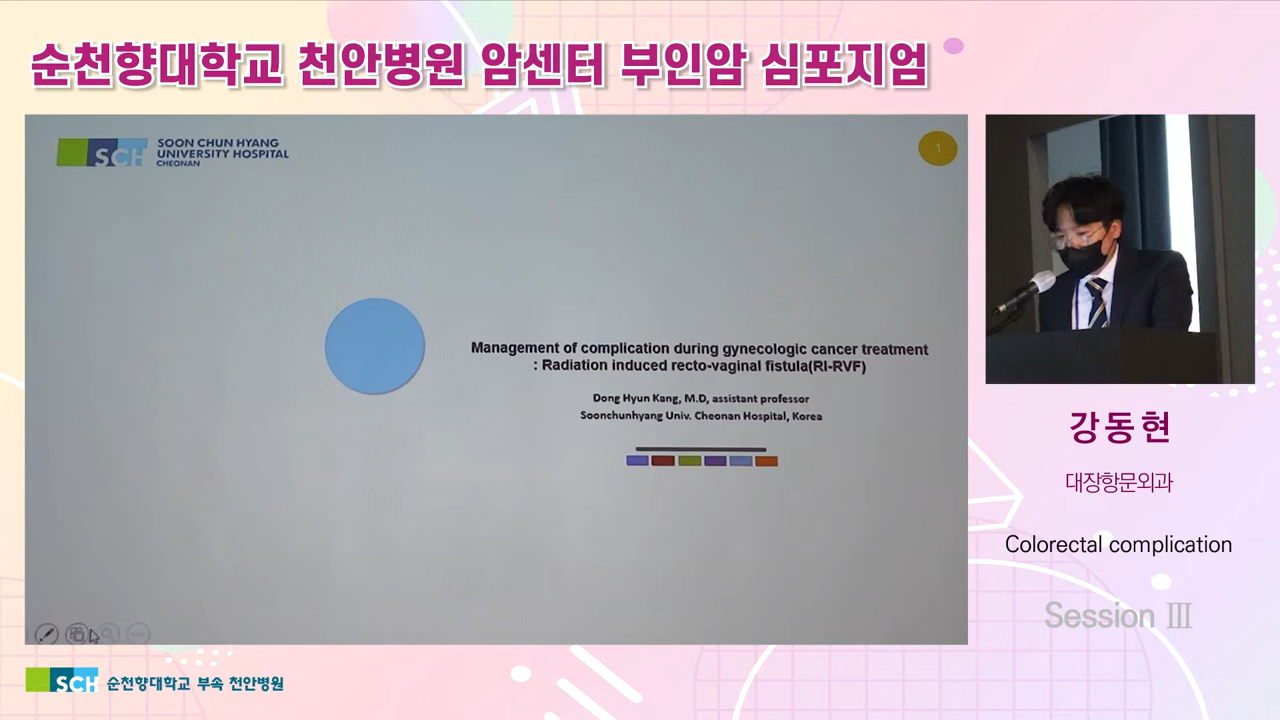 순천향대학교 천안병원 암센터 부인암 심포지엄
SCH
SOON CHUN HYANG
UNIVERSITY HOSPITAL
CHEONAN
1
Management of complication during gynecologic cancer treatment
: Radiation induced recto-vaginal fistula(RI-RVF)
Dong Hyun Kang, M.D, assistant professor
Soonchunhyang Univ. Cheonan Hospital, Korea
강동현
대장항문외과
Colorectal complication
Session Ⅲ
SCH 순천향대학교 부속 천안병원